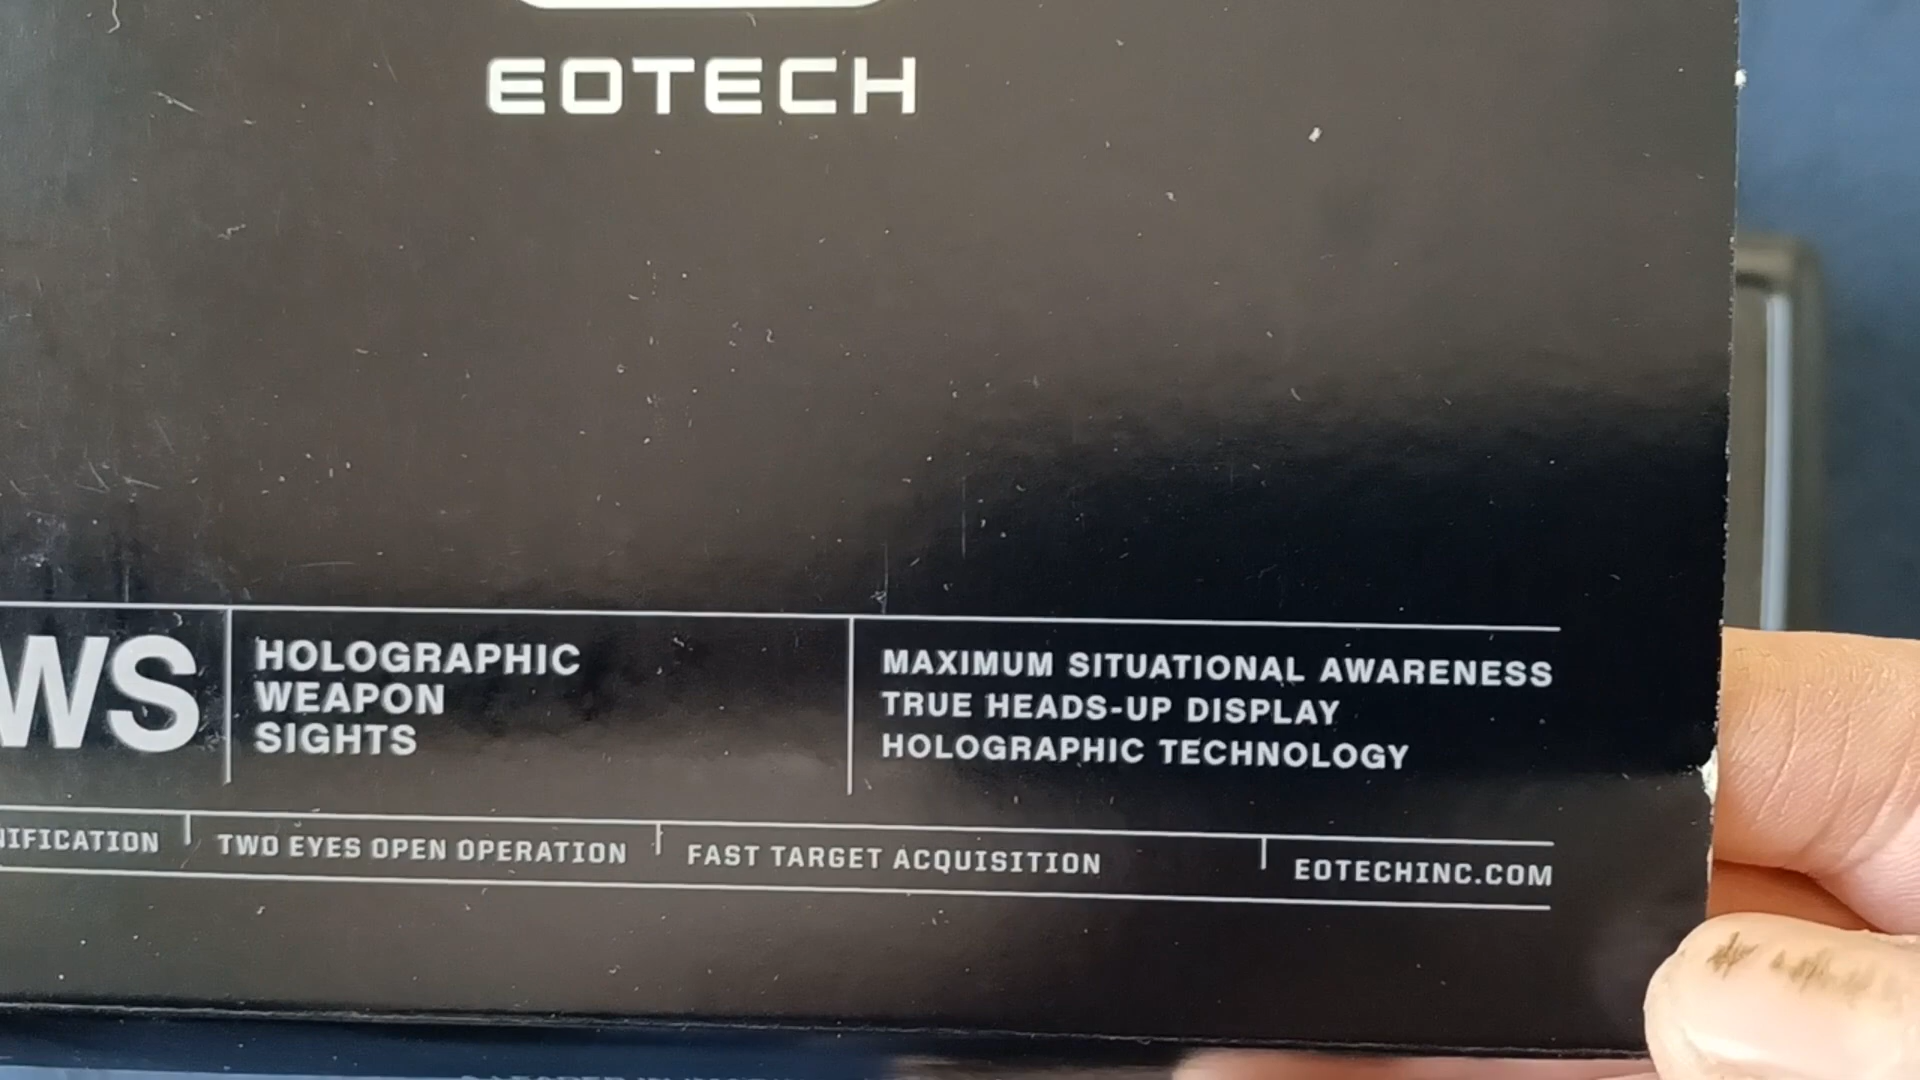 EOTECH
WS
HOLOGRAPHIC
WEAPON
SIGHTS
MAXIMUM SITUATIONAL AWARENESS
TRUE HEADS-UP DISPLAY
HOLOGRAPHIC TECHNOLOGY
NIFICATION TWO EYES OPEN OPERATION FAST TARGET ACQUISITION EOTECHINC.COM